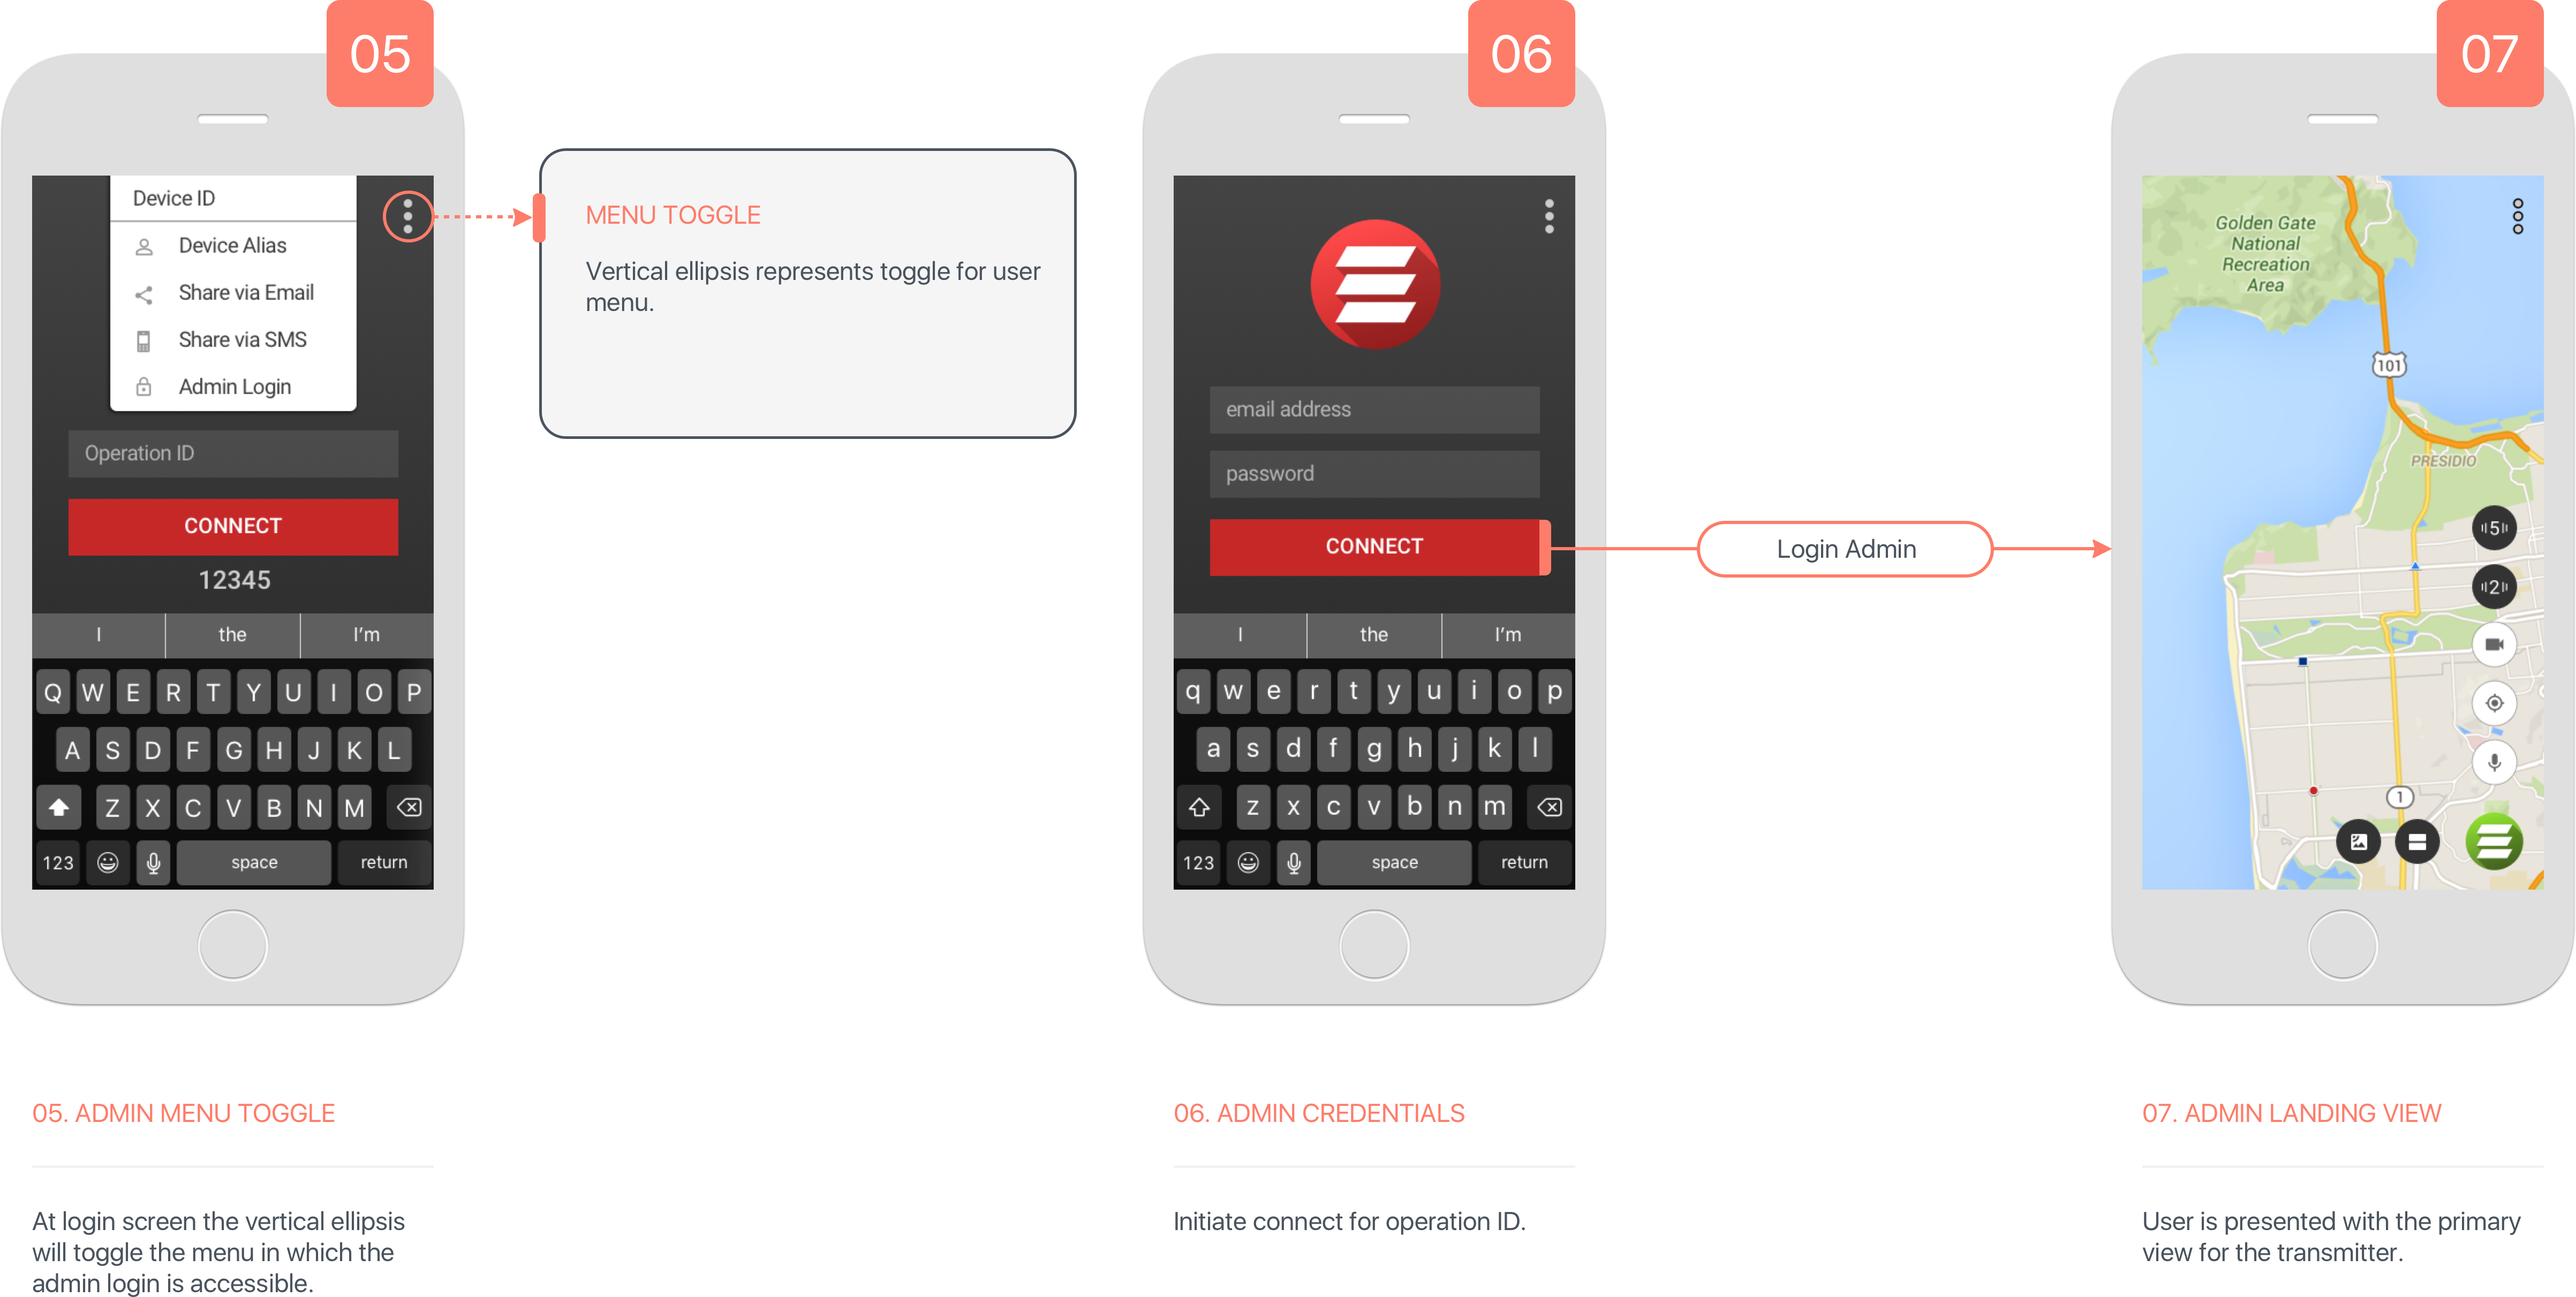 05
Device ID
Device Alias
Share via Email
Share via SMS
Admin Login
Operation ID
CONNECT
12345
I the I'm
Q W E R T Y U I O P
A S D F G H J K L
Z X C V B N M
123 space return
MENU TOGGLE
Vertical ellipsis represents toggle for user
menu.
05. ADMIN MENU TOGGLE
At login screen the vertical ellipsis
will toggle the menu in which the
admin login is accessible.
06
email address
password
CONNECT
I the I'm
q w e r t y u i o p
a s d f g h j k l
z x c v b n m
123 space return
Login Admin
06. ADMIN CREDENTIALS
Initiate connect for operation ID.
07
Golden Gate
National
Recreation
Area
101
PRESIDIO
5
2
1
07. ADMIN LANDING VIEW
User is presented with the primary
view for the transmitter.